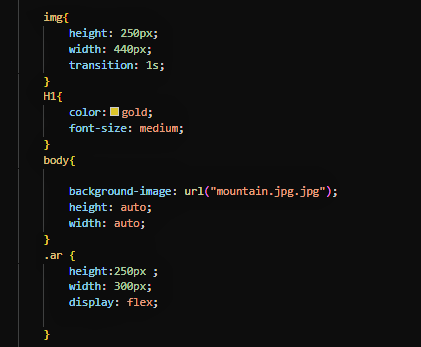 img{
height: 250px;
width: 440px;
transition: 1s;
}
H1{
color: gold;
font-size: medium;
}
body{
background-image: url("mountain.jpg.jpg");
height: auto;
width: auto;
}
.ar {
height:250px ;
width: 300px;
display: flex;
}